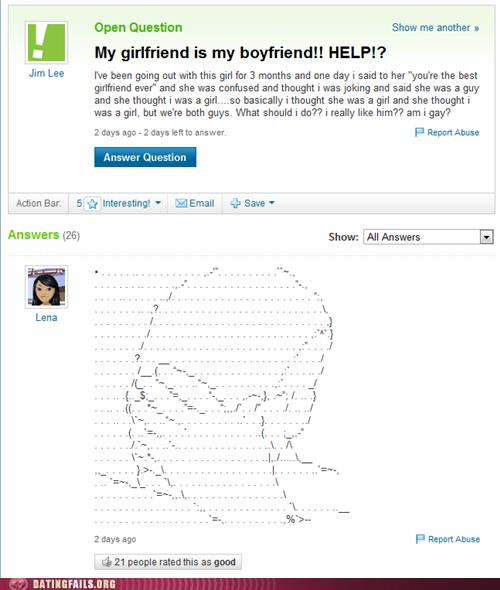 Open Question
Show me another »
Jim Lee
My girlfriend is my boyfriend!! HELP!?
I've been going out with this girl for 3 months and one day i said to her "you're the best
girlfriend ever" and she was confused and thought i was joking and said she was a guy
and she thought i was a girl....so basically i thought she was a girl and she thought i
was a girl, but we're both guys. What should i do?? i really like him?? am i gay?
2 days ago - 2 days left to answer.
Report Abuse
Answer Question
Action Bar: 5 Interesting! Email Save
Answers (26)
Show: All Answers
Lena
2 days ago
Report Abuse
21 people rated this as good
DATINGFAILS.ORG